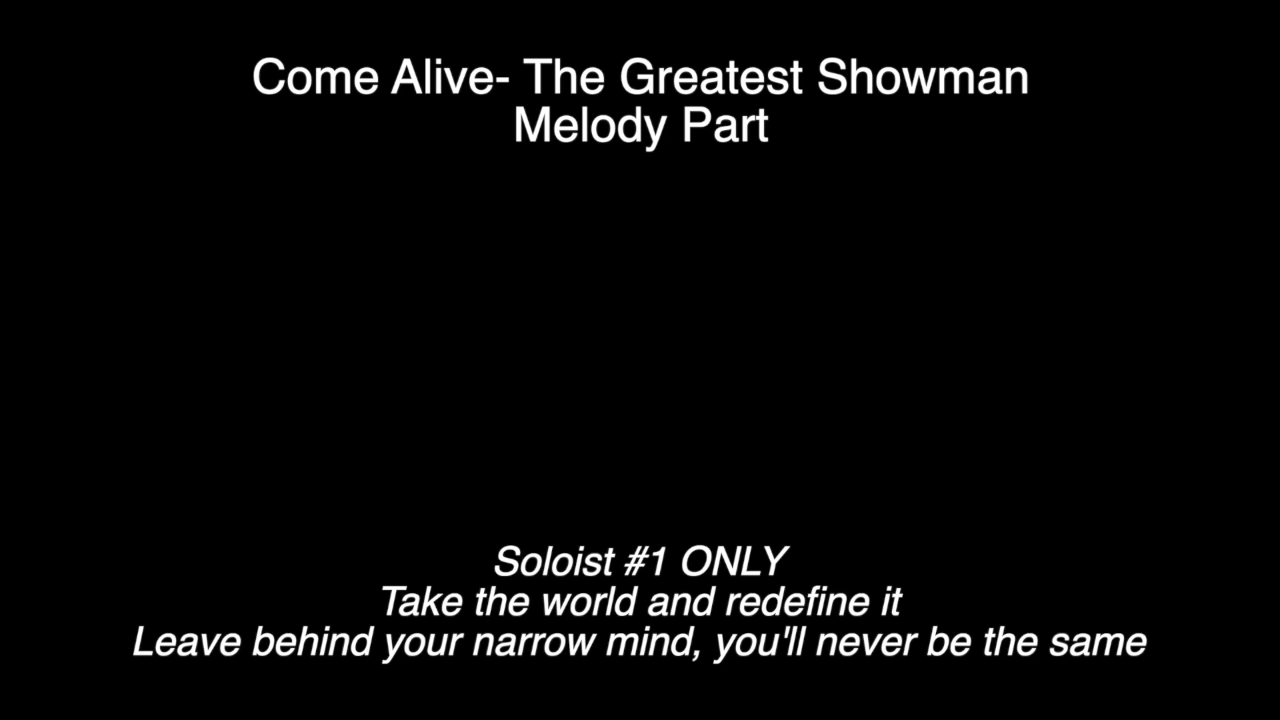 Come Alive- The Greatest Showman
Melody Part
Soloist #1 ONLY
Take the world and redefine it
Leave behind your narrow mind, you'll never be the same